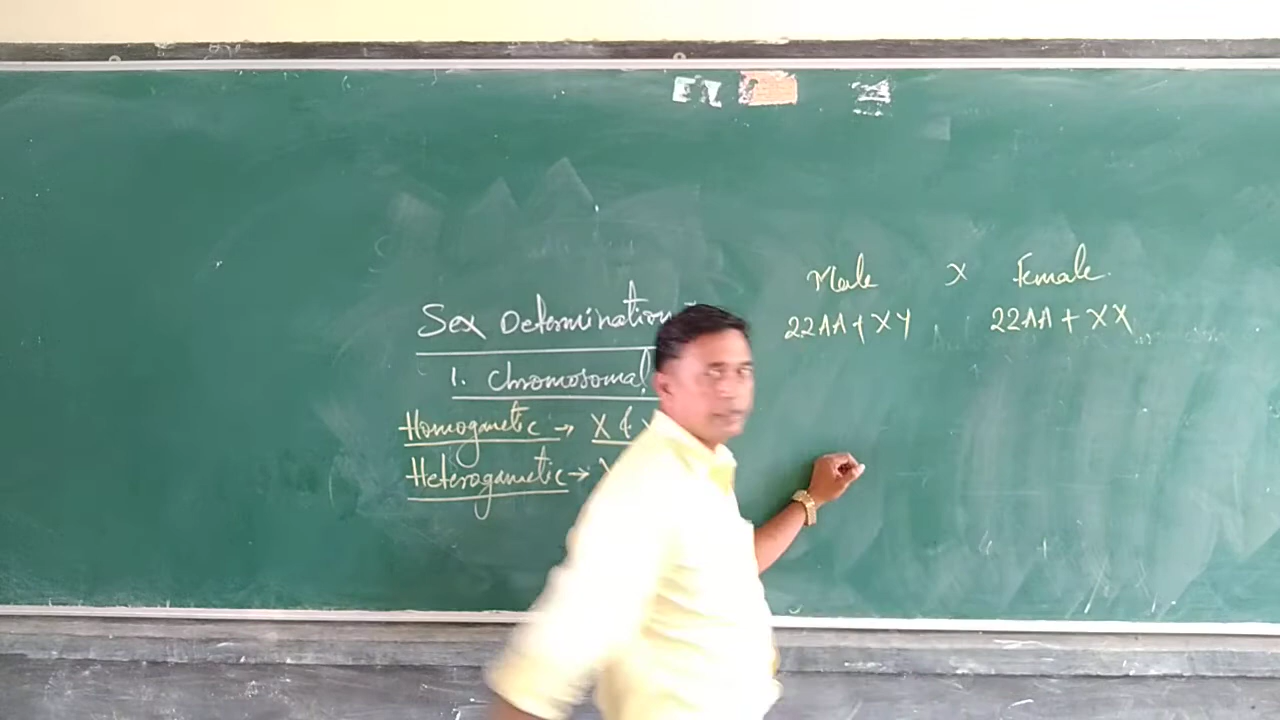 Sex Determination
1. Chromosomal
Homogametic → X &
Heterogametic →
Male X Female.
22AA + XY 22AA + XX